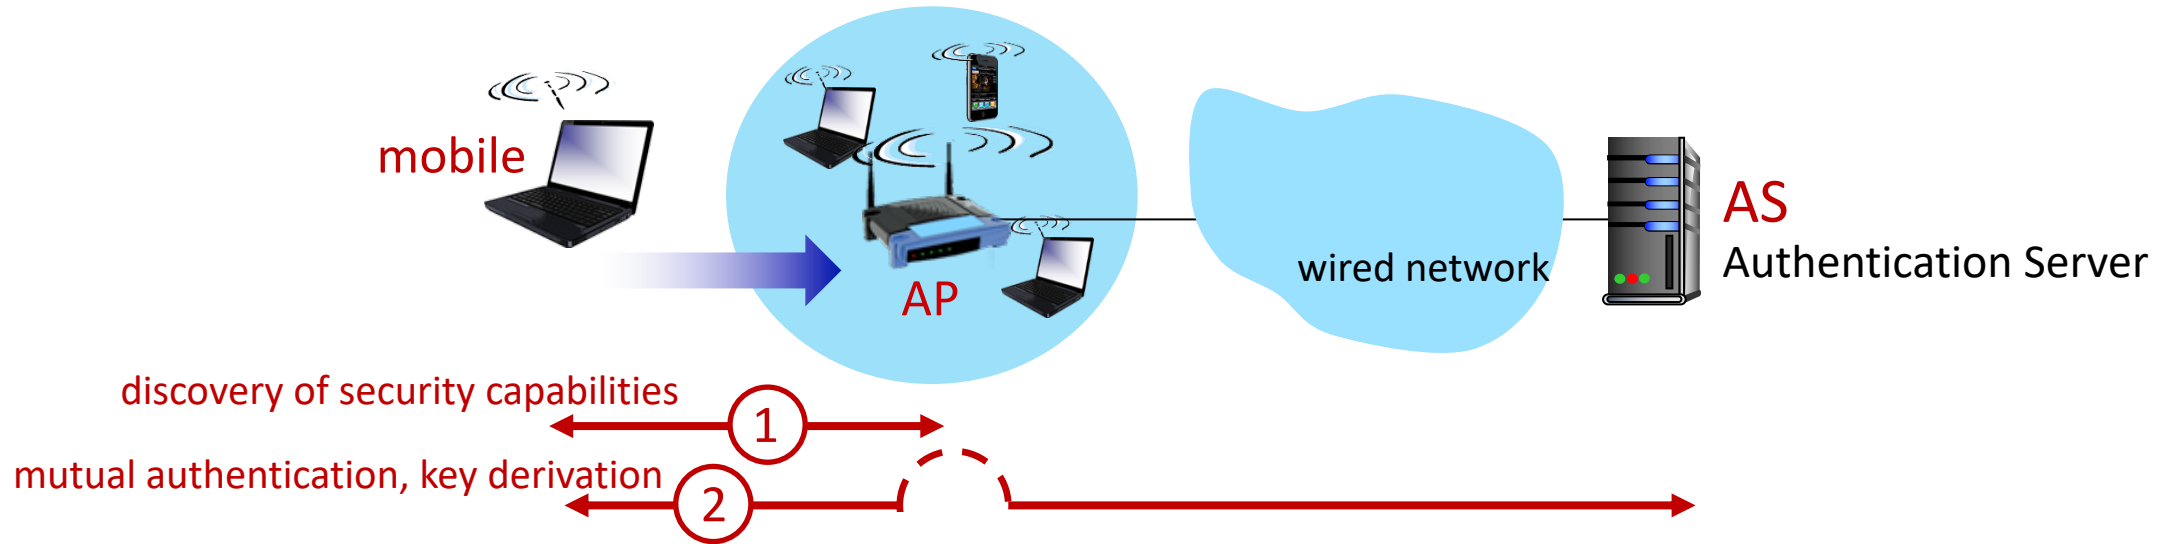 mobile
AP
wired network
AS
Authentication Server
discovery of security capabilities
1
mutual authentication, key derivation
2